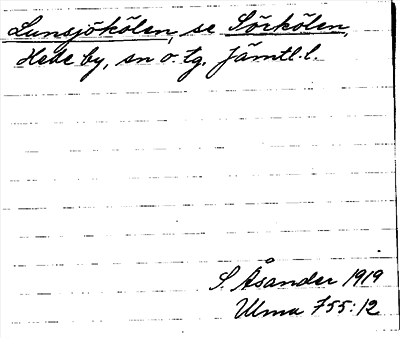 Lunsjökölen, se Sörkölen,
Hede by, sn o. tg. Jämtl. l.
S. Åsander 1919
Ulma 755:12